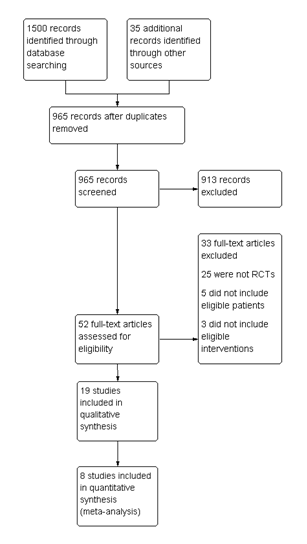 1500 records
identified through
database
searching
35 additional
records identified
through other
sources
965 records after duplicates
removed
965 records
screened
913 records
excluded
33 full-text articles
excluded
25 were not RCTs
5 did not include
eligible patients
3 did not include
eligible
interventions
52 full-text articles
assessed for
eligibility
19 studies
included in
qualitative
synthesis
8 studies included
in quantitative
synthesis
(meta-analysis)